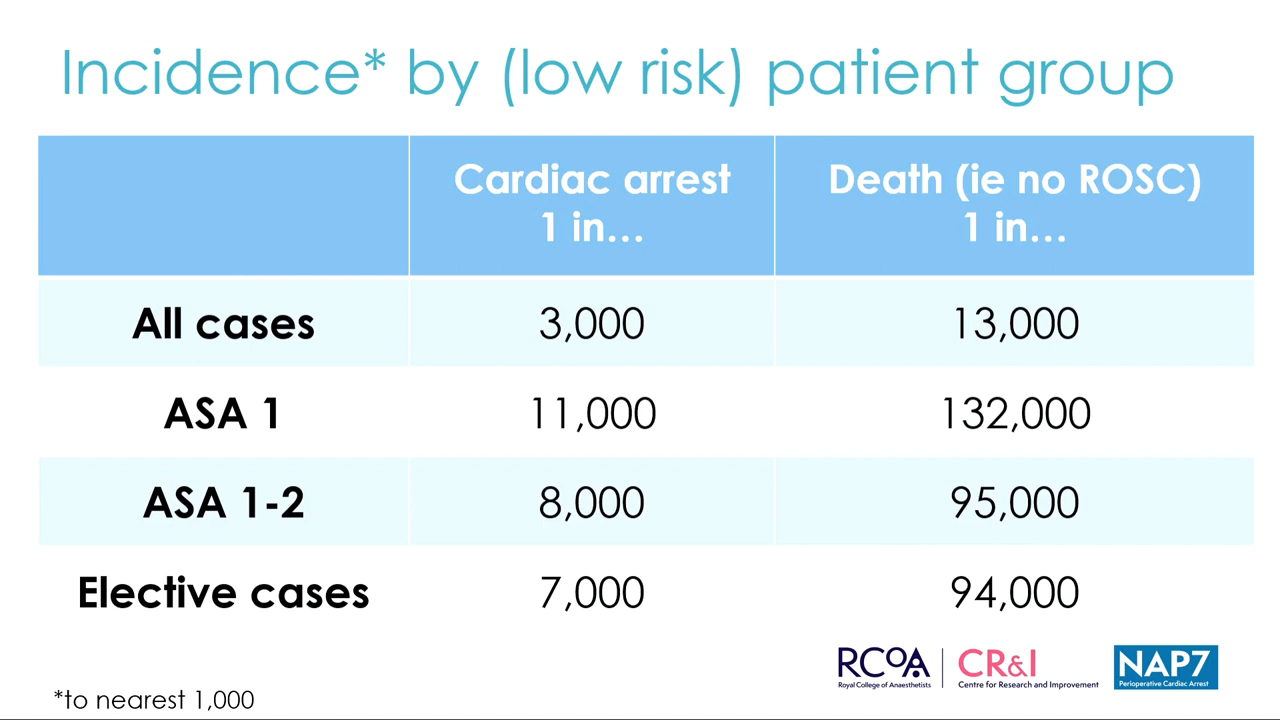 Incidence* by (low risk) patient group
Cardiac arrest
1 in…
Death (ie no ROSC)
1 in…
All cases
3,000
13,000
ASA 1
11,000
132,000
ASA 1-2
8,000
95,000
Elective cases
7,000
94,000
RCOA
Royal College of Anaesthetists
CR&I
Centre for Research and Improvement
NAP7
Perioperative Cardiac Arrest
*to nearest 1,000